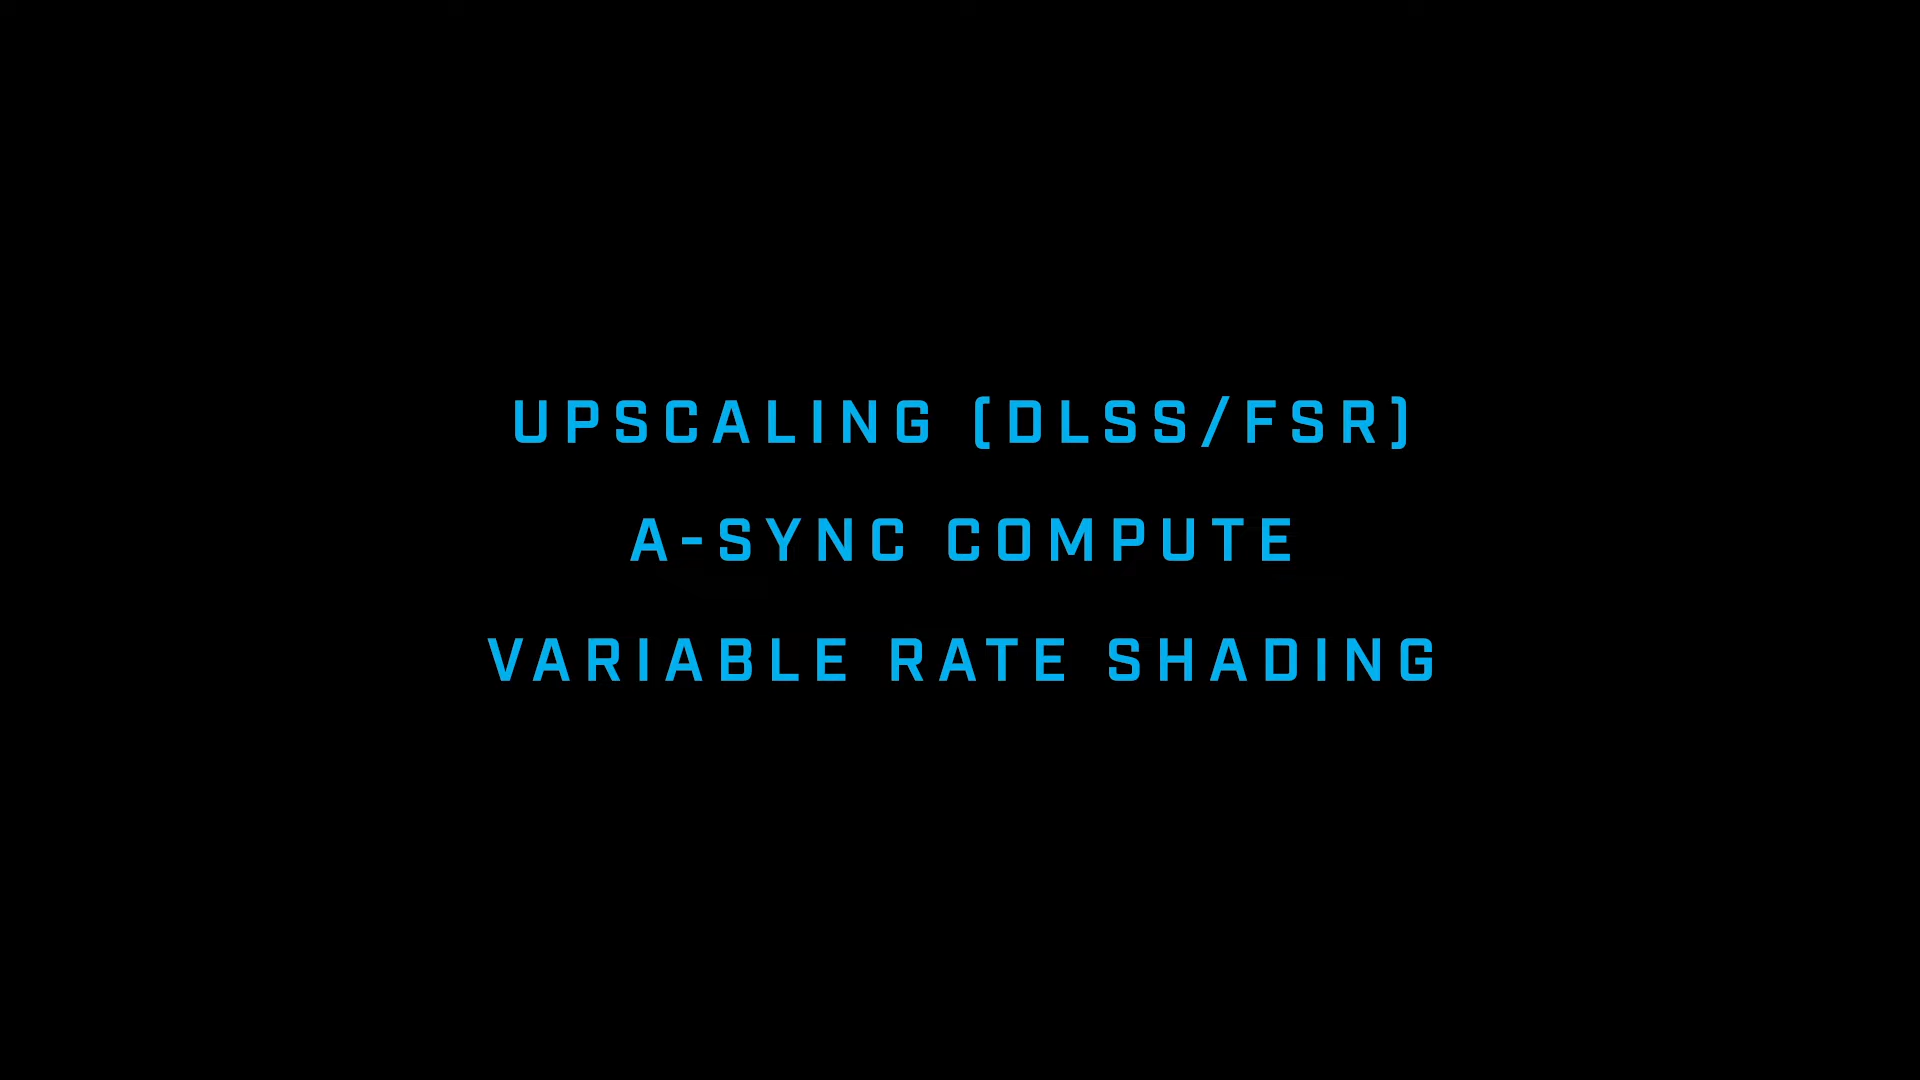 UPSCALING (DLSS/FSR)
A-SYNC COMPUTE
VARIABLE RATE SHADING